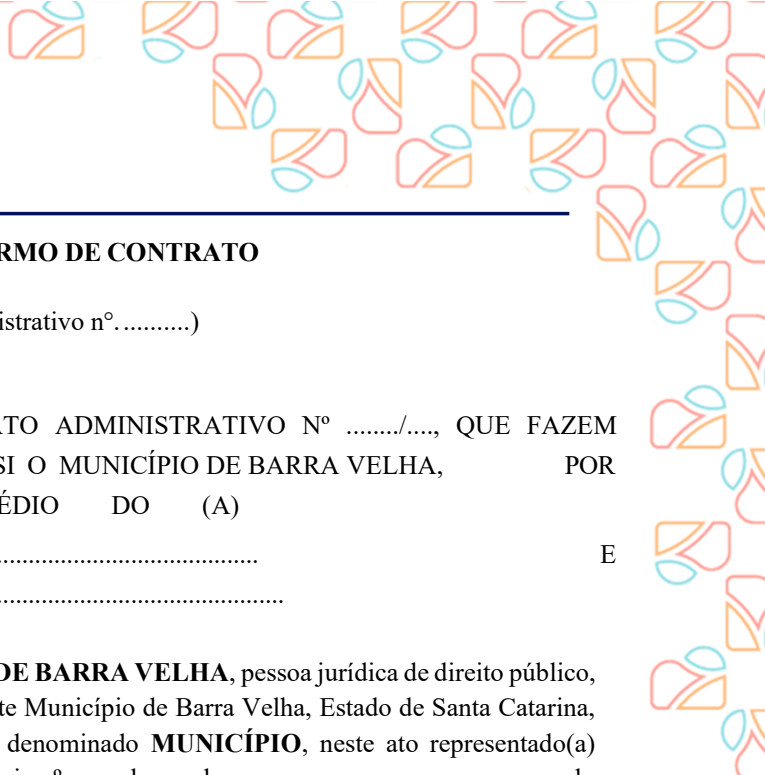 RMO DE CONTRATO
istrativo n°. ..........)
ATO ADMINISTRATIVO Nº ......../...., QUE FAZEM
SI O MUNICÍPIO DE BARRA VELHA, POR
ÉDIO DO (A)
.......................................... E
..............................................
DE BARRA VELHA, pessoa jurídica de direito público,
te Município de Barra Velha, Estado de Santa Catarina,
denominado MUNICÍPIO, neste ato representado(a)